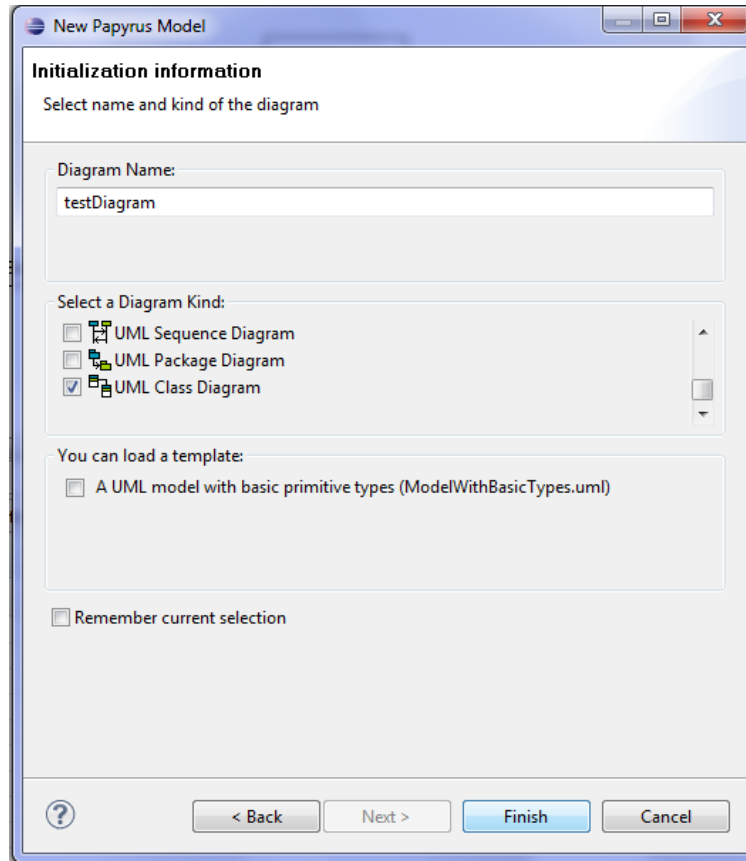 New Papyrus Model
Initialization information
Select name and kind of the diagram
Diagram Name:
testDiagram
Select a Diagram Kind:
UML Sequence Diagram
UML Package Diagram
UML Class Diagram
You can load a template:
A UML model with basic primitive types (ModelWithBasicTypes.uml)
Remember current selection
? < Back Next > Finish Cancel